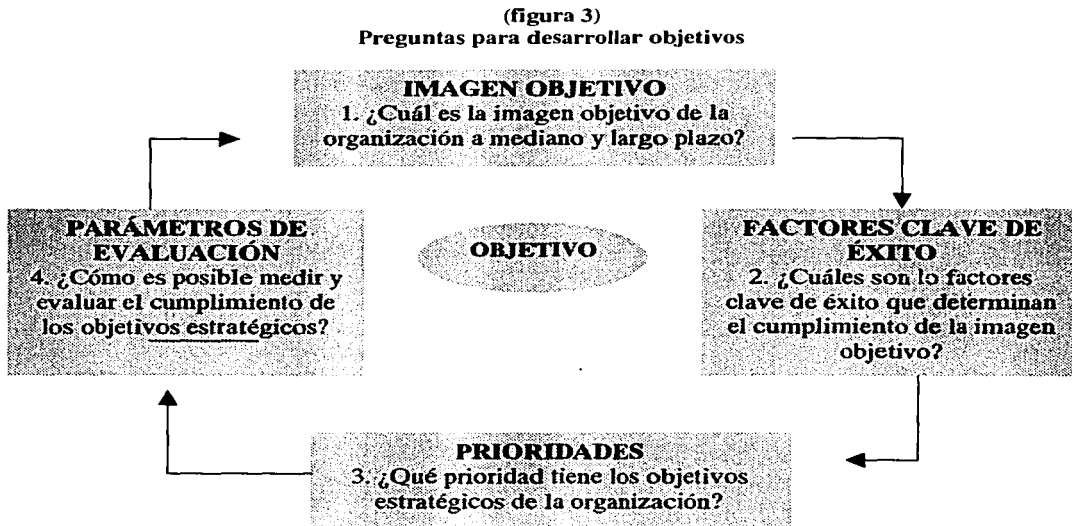 (figura 3)
Preguntas para desarrollar objetivos
IMAGEN OBJETIVO
1. ¿Cuál es la imagen objetivo de la
organización a mediano y largo plazo?
PARÁMETROS DE
EVALUACIÓN
4. ¿Cómo es posible medir y
evaluar el cumplimiento de
los objetivos estratégicos?
OBJETIVO
FACTORES CLAVE DE
ÉXITO
2. ¿Cuáles son lo factores
clave de éxito que determinan
el cumplimiento de la imagen
objetivo?
PRIORIDADES
3. ¿Qué prioridad tiene los objetivos
estratégicos de la organización?